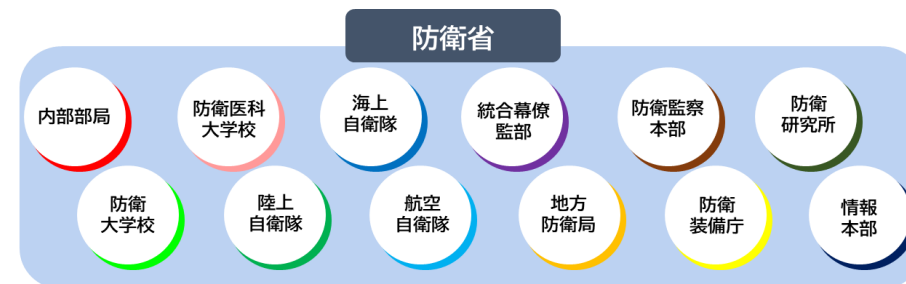 防衛省
内部部局
防衛医科
大学校
海上
自衛隊
統合幕僚
監部
防衛監察
本部
防衛
研究所
防衛
大学校
陸上
自衛隊
航空
自衛隊
地方
防衛局
防衛
装備庁
情報
本部